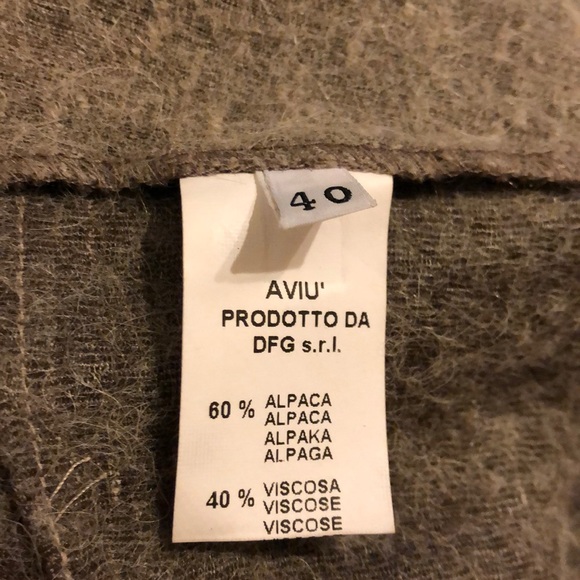 40
AVIU'
PRODOTTO DA
DFG s.r.l.
60 % ALPACA
ALPACA
ALPAKA
ALPAGA
40 % VISCOSA
VISCOSE
VISCOSE